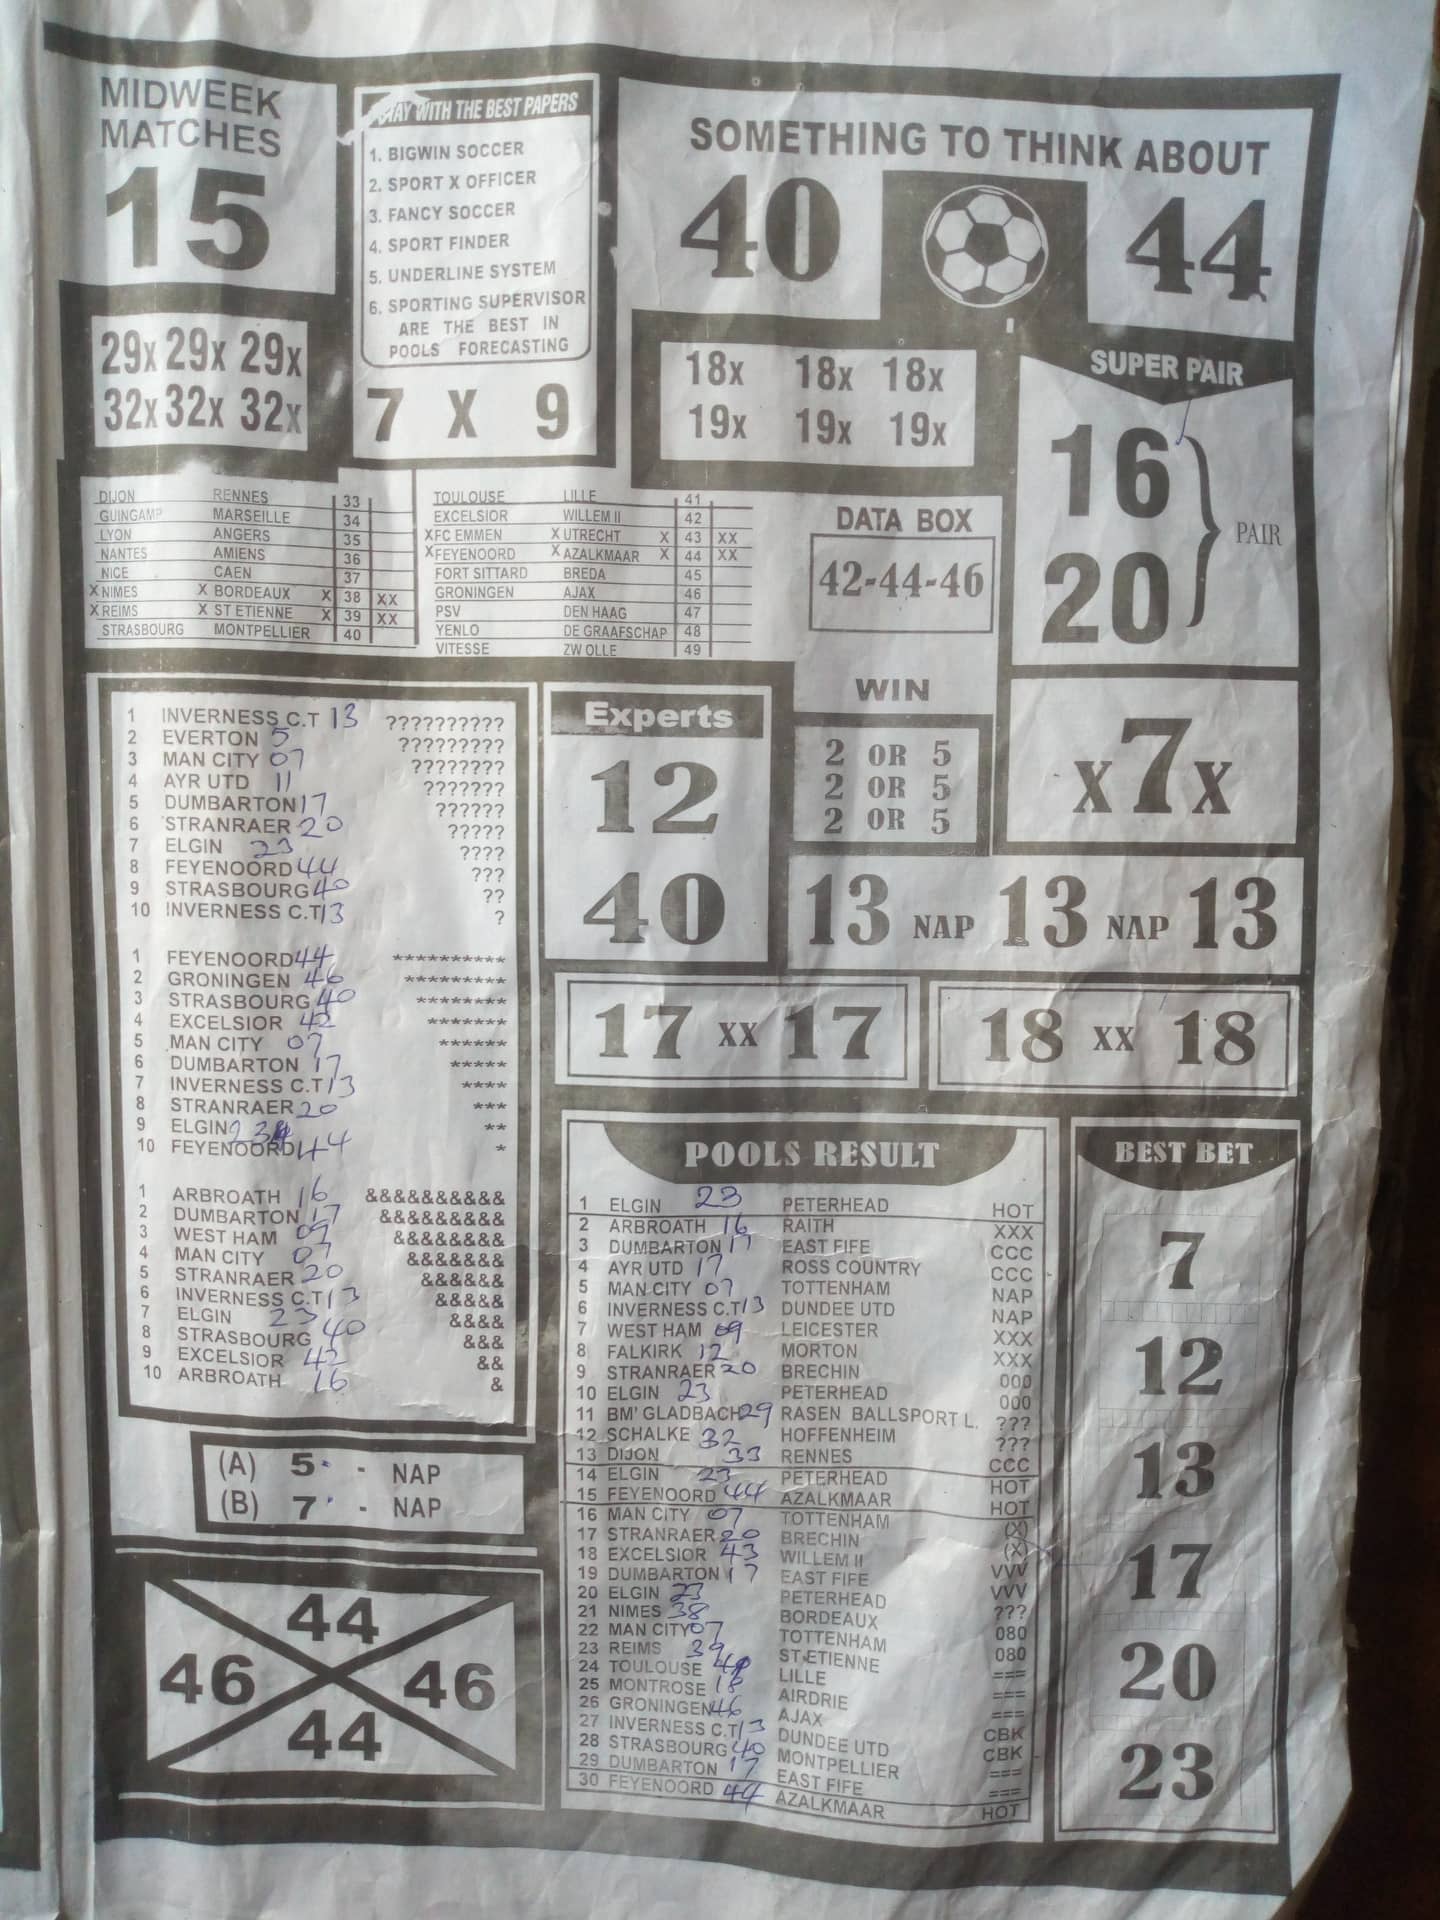 MIDWEEK
MATCHES
15
29x 29x 29x
32x 32x 32x
WITH THE BEST PAPERS
1. BIGWIN SOCCER
2. SPORT X OFFICER
3. FANCY SOCCER
4. SPORT FINDER
5. UNDERLINE SYSTEM
6. SPORTING SUPERVISOR
ARE THE BEST IN
POOLS FORECASTING
7 X 9
SOMETHING TO THINK ABOUT
40 44
18x 18x 18x
19x 19x 19x
SUPER PAIR
16
20
PAIR
DIJON RENNES 33
GUINGAMP MARSEILLE 34
LYON ANGERS 35
NANTES AMIENS 36
NICE CAEN 37
X NIMES X BORDEAUX X 38 XX
X REIMS X ST ETIENNE X 39 XX
STRASBOURG MONTPELLIER 40
TOULOUSE LILLE 41
EXCELSIOR WILLEM II 42
XFC EMMEN X UTRECHT X 43 XX
XFEYENOORD X AZALKMAAR X 44 XX
FORT SITTARD BREDA 45
GRONINGEN AJAX 46
PSV DEN HAAG 47
YENLO DE GRAAFSCHAP 48
VITESSE ZW OLLE 49
DATA BOX
42-44-46
WIN
2 OR 5
2 OR 5
2 OR 5
x7x
1 INVERNESS C.T 13 ??????????
2 EVERTON 5 ?????????
3 MAN CITY 07 ????????
4 AYR UTD 11 ???????
5 DUMBARTON 17 ??????
6 STRANRAER 20 ?????
7 ELGIN 23 ????
8 FEYENOORD 44 ???
9 STRASBOURG 40 ??
10 INVERNESS C.T 13 ?
1 FEYENOORD 44 **********
2 GRONINGEN 46 *********
3 STRASBOURG 40 ********
4 EXCELSIOR 42 *******
5 MAN CITY 07 ******
6 DUMBARTON 17 *****
7 INVERNESS C.T 13 ****
8 STRANRAER 20 ***
9 ELGIN 23 **
10 FEYENOORD 44 *
1 ARBROATH 16 &&&&&&&&&&
2 DUMBARTON 17 &&&&&&&&&
3 WEST HAM 09 &&&&&&&&
4 MAN CITY 07 &&&&&&&
5 STRANRAER 20 &&&&&&
6 INVERNESS C.T 13 &&&&&
7 ELGIN 23 &&&&
8 STRASBOURG 40 &&&
9 EXCELSIOR 42 &&
10 ARBROATH 16 &
Experts
12
40
13 NAP 13 NAP 13
17 xx 17
18 xx 18
(A) 5 - NAP
(B) 7 - NAP
44
46 46
44
POOLS RESULT
1 ELGIN 23 PETERHEAD HOT
2 ARBROATH 16 RAITH XXX
3 DUMBARTON 17 EAST FIFE CCC
4 AYR UTD 17 ROSS COUNTRY CCC
5 MAN CITY 07 TOTTENHAM NAP
6 INVERNESS C.T 13 DUNDEE UTD NAP
7 WEST HAM 09 LEICESTER XXX
8 FALKIRK 12 MORTON XXX
9 STRANRAER 20 BRECHIN 000
10 ELGIN 23 PETERHEAD 000
11 BM' GLADBACH 29 RASEN BALLSPORT L. ???
12 SCHALKE 32 HOFFENHEIM ???
13 DIJON 33 RENNES CCC
14 ELGIN 23 PETERHEAD HOT
15 FEYENOORD 44 AZALKMAAR HOT
16 MAN CITY 07 TOTTENHAM (X)
17 STRANRAER 20 BRECHIN (X)
18 EXCELSIOR 43 WILLEM II VVV
19 DUMBARTON 17 EAST FIFE VVV
20 ELGIN 23 PETERHEAD ???
21 NIMES 38 BORDEAUX 080
22 MAN CITY 07 TOTTENHAM 080
23 REIMS 39 ST.ETIENNE ===
24 TOULOUSE LILLE ===
25 MONTROSE 18 AIRDRIE ===
26 GRONINGEN 46 AJAX CBK
27 INVERNESS C.T 13 DUNDEE UTD CBK
28 STRASBOURG 40 MONTPELLIER ===
29 DUMBARTON 17 EAST FIFE ===
30 FEYENOORD 44 AZALKMAAR HOT
BEST BET
7
12
13
17
20
23